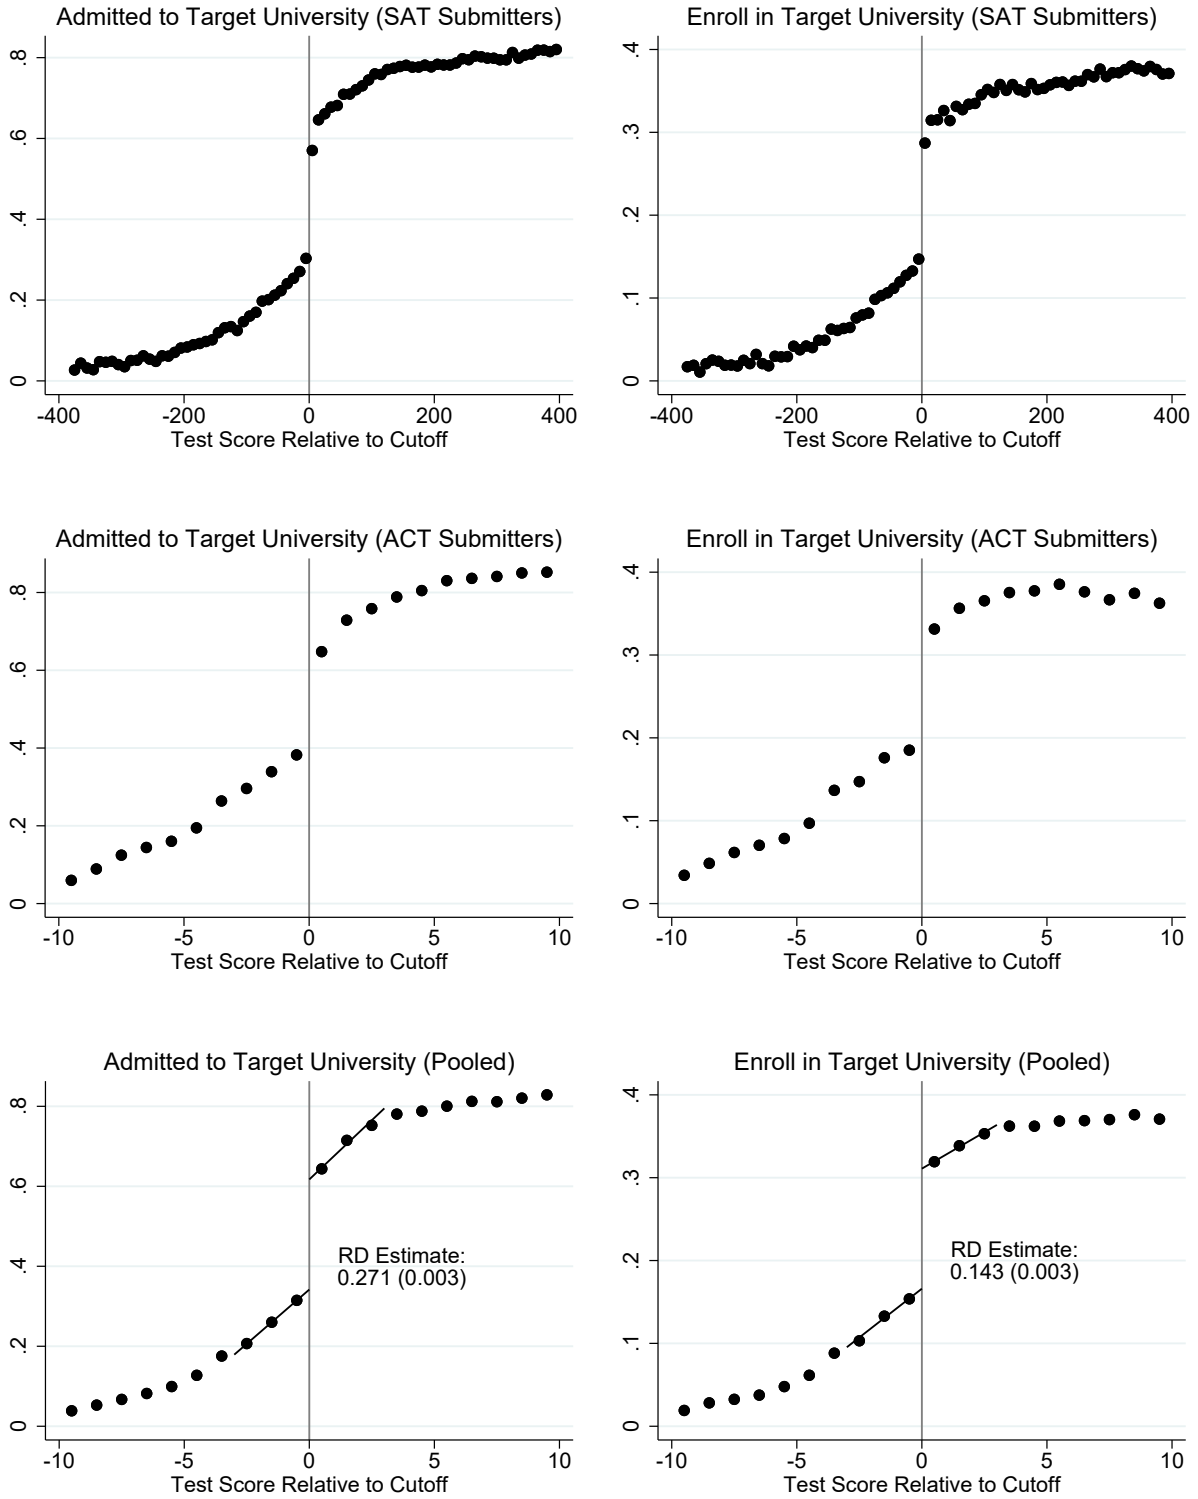 Admitted to Target University (SAT Submitters)
.8
.6
.4
.2
0
-400 -200 0 200 400
Test Score Relative to Cutoff
Enroll in Target University (SAT Submitters)
.4
.3
.2
.1
0
-400 -200 0 200 400
Test Score Relative to Cutoff
Admitted to Target University (ACT Submitters)
.8
.6
.4
.2
0
-10 -5 0 5 10
Test Score Relative to Cutoff
Enroll in Target University (ACT Submitters)
.4
.3
.2
.1
0
-10 -5 0 5 10
Test Score Relative to Cutoff
Admitted to Target University (Pooled)
.8
.6
.4
.2
0
RD Estimate:
0.271 (0.003)
-10 -5 0 5 10
Test Score Relative to Cutoff
Enroll in Target University (Pooled)
.4
.3
.2
.1
0
RD Estimate:
0.143 (0.003)
-10 -5 0 5 10
Test Score Relative to Cutoff